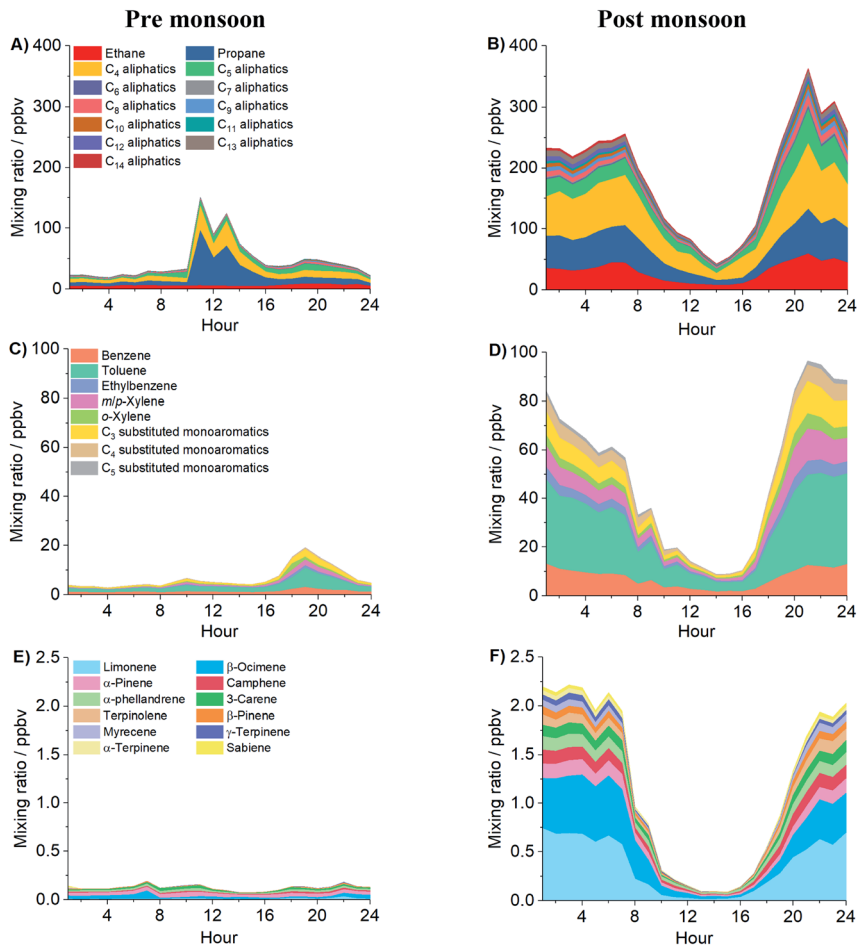 Pre monsoon
Post monsoon
A)
400
300
200
100
0
Mixing ratio / ppbv
Ethane Propane
C4 aliphatics C5 aliphatics
C6 aliphatics C7 aliphatics
C8 aliphatics C9 aliphatics
C10 aliphatics C11 aliphatics
C12 aliphatics C13 aliphatics
C14 aliphatics
4 8 12 16 20 24
Hour
B)
400
300
200
100
0
Mixing ratio / ppbv
4 8 12 16 20 24
Hour
C)
100
80
60
40
20
0
Mixing ratio / ppbv
Benzene
Toluene
Ethylbenzene
m/p-Xylene
o-Xylene
C3 substituted monoaromatics
C4 substituted monoaromatics
C5 substituted monoaromatics
4 8 12 16 20 24
Hour
D)
100
80
60
40
20
0
Mixing ratio / ppbv
4 8 12 16 20 24
Hour
E)
2.5
2.0
1.5
1.0
0.5
0.0
Mixing ratio / ppbv
Limonene β-Ocimene
α-Pinene Camphene
α-phellandrene 3-Carene
Terpinolene β-Pinene
Myrecene γ-Terpinene
α-Terpinene Sabiene
4 8 12 16 20 24
Hour
F)
2.5
2.0
1.5
1.0
0.5
0.0
Mixing ratio / ppbv
4 8 12 16 20 24
Hour